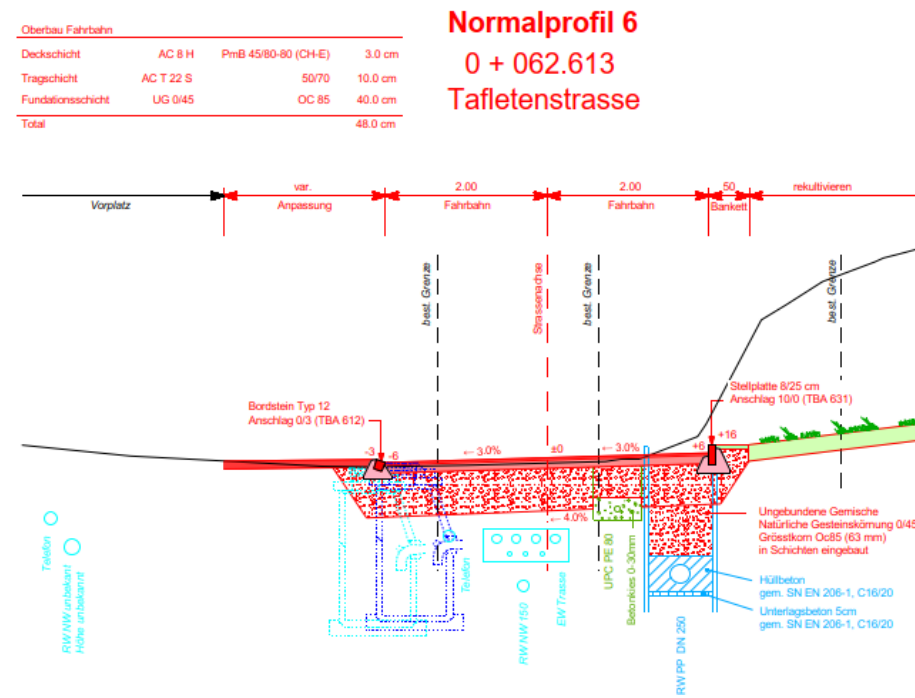 Normalprofil 6
0 + 062.613
Tafletenstrasse
Oberbau Fahrbahn
Deckschicht AC 8 H PmB 45/80-80 (CH-E) 3.0 cm
Tragschicht AC T 22 S 50/70 10.0 cm
Fundationsschicht UG 0/45 OC 85 40.0 cm
Total 48.0 cm
var. 2.00 2.00 50 rekultivieren
Vorplatz Anpassung Fahrbahn Fahrbahn Bankett
best. Grenze
Strassenachse
best. Grenze
best. Grenze
Stellplatte 8/25 cm
Anschlag 10/0 (TBA 631)
Bordstein Typ 12
Anschlag 0/3 (TBA 612)
-3 -6 ← 3.0% ±0 ← 3.0% +6 +16
← 4.0%
Ungebundene Gemische
Natürliche Gesteinskörnung 0/45
Grösstkorn Oc85 (63 mm)
in Schichten eingebaut
Hüllbeton
gem. SN EN 206-1, C16/20
Unterlagsbeton 5cm
gem. SN EN 206-1, C16/20
Telefon
RW NW unbekant
Höhe unbekannt
Telefon
RW NW 150
EW Trasse
UPC PE 80
Betonkies 0-30mm
RW PP DN 250